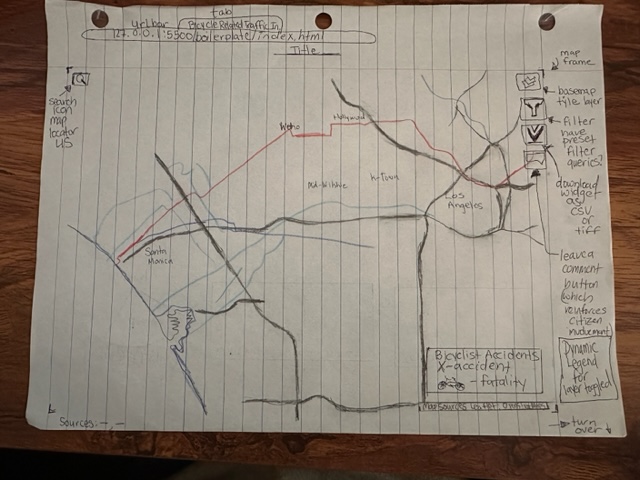 tab
url bar
Bicycle Related Traffic In
127.0.0.1:5500/boilerplate/index.html
Title
map
frame
search
icon
map
locator
US
basemap
tile layer
filter
have
preset
filter
queries?
download
widget
as
CSV
or
tiff
leave a
comment
button
which
reinforces
citizen
Weho
Hollywood
Mid-Wilshire
K-Town
Los
Angeles
Santa
Monica
Bicyclist Accidents
X-accident
- fatality
Dynamic
Legend
for
layer toggled
Map Sources
Sources: -, -
turn
over